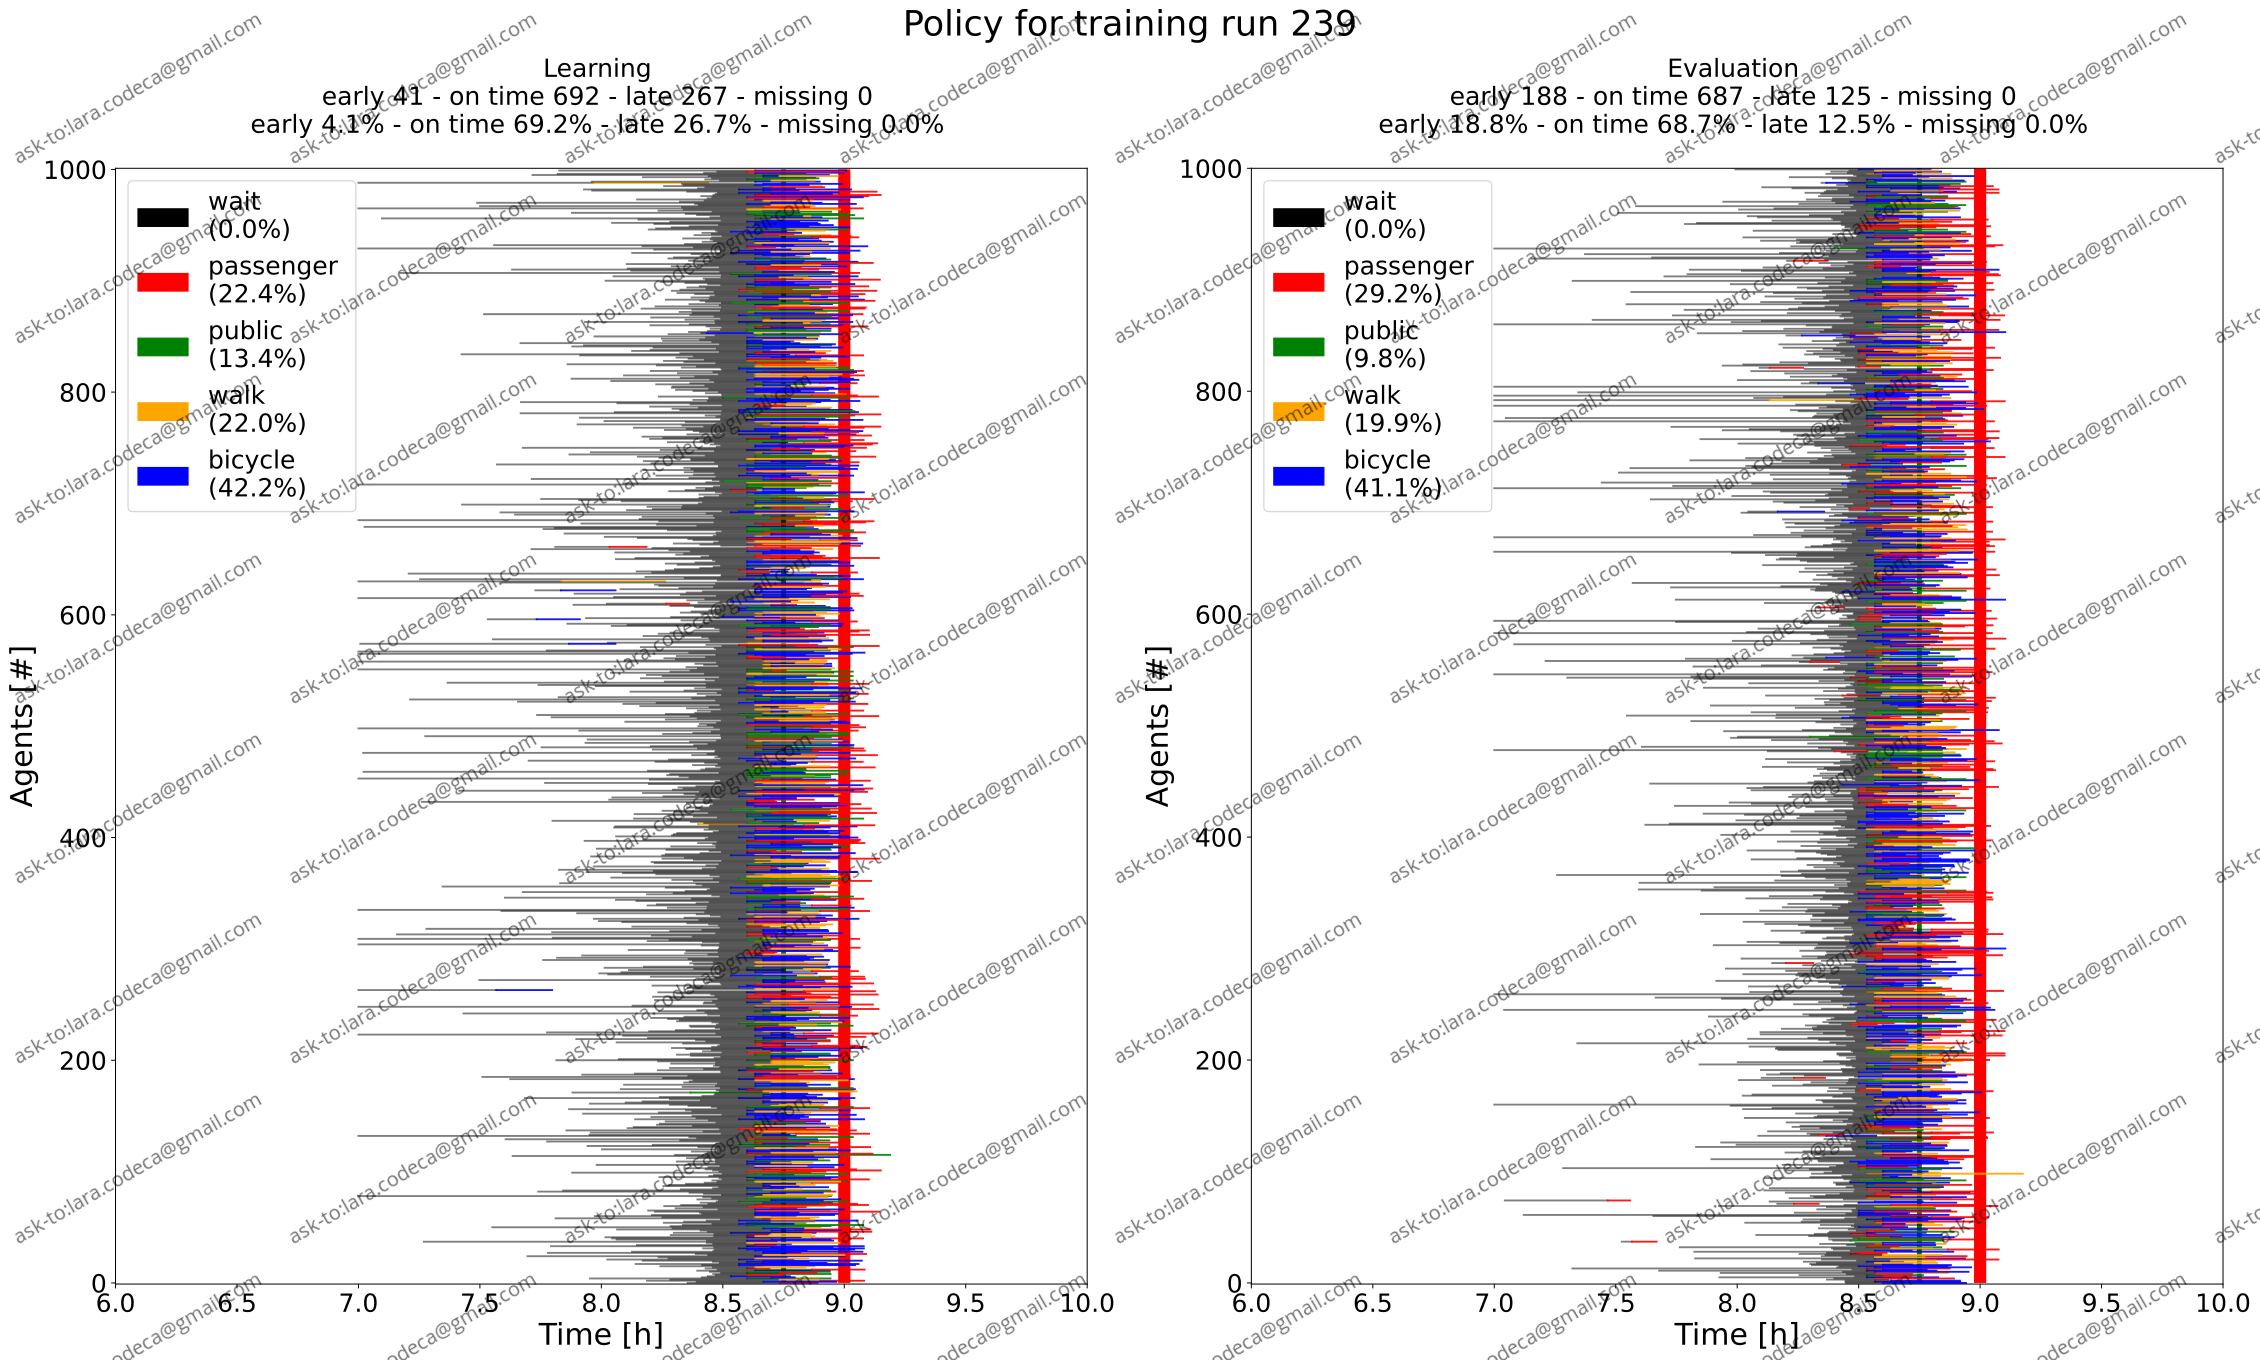 Policy for training run 239
Learning
early 41 - on time 692 - late 267 - missing 0
early 4.1% - on time 69.2% - late 26.7% - missing 0.0%
Evaluation
early 188 - on time 687 - late 125 - missing 0
early 18.8% - on time 68.7% - late 12.5% - missing 0.0%
wait
(0.0%)
passenger
(22.4%)
public
(13.4%)
walk
(22.0%)
bicycle
(42.2%)
Agents [#]
1000
800
600
400
200
0
6.0 6.5 7.0 7.5 8.0 8.5 9.0 9.5 10.0
Time [h]
wait
(0.0%)
passenger
(29.2%)
public
(9.8%)
walk
(19.9%)
bicycle
(41.1%)
Agents [#]
1000
800
600
400
200
0
6.0 6.5 7.0 7.5 8.0 8.5 9.0 9.5 10.0
Time [h]
ask-to:lara.codeca@gmail.com